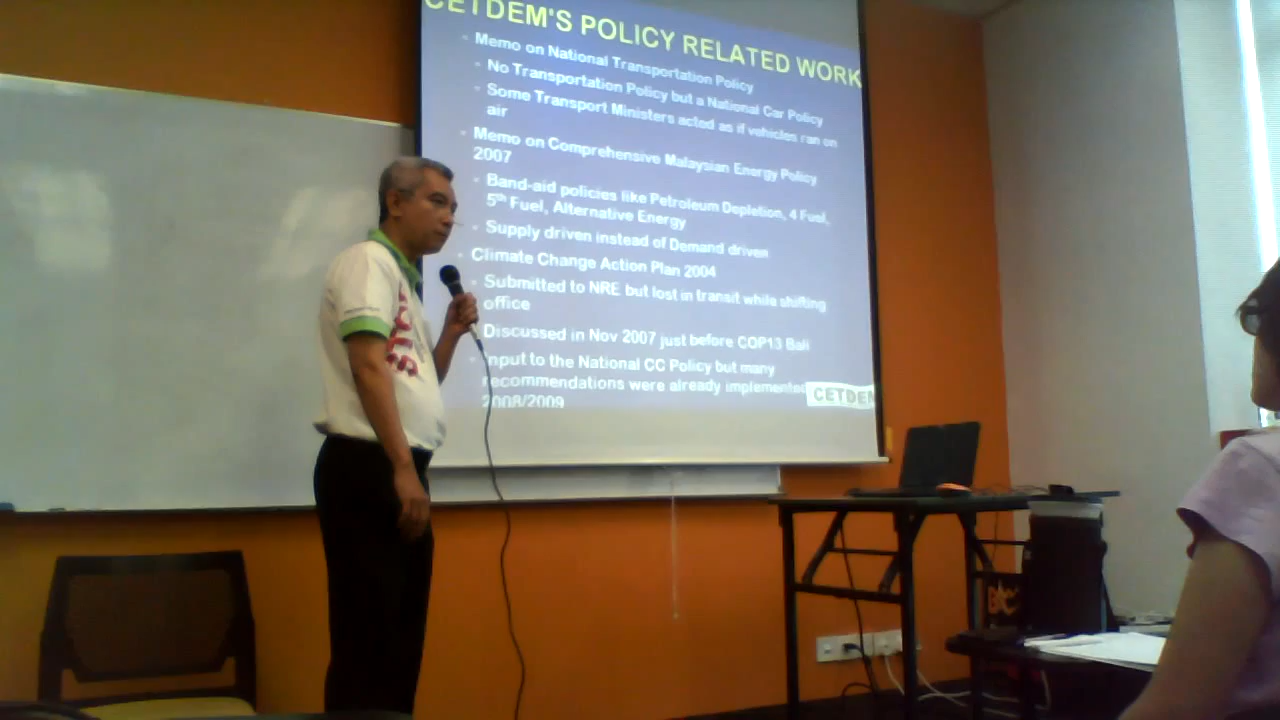 CETDEM'S POLICY RELATED WORK
Memo on National Transportation Policy
No Transportation Policy but a National Car Policy
Some Transport Ministers acted as if vehicles ran on
air
Memo on Comprehensive Malaysian Energy Policy
2007
Band-aid policies like Petroleum Depletion, 4 Fuel,
5th Fuel, Alternative Energy
Supply driven instead of Demand driven
Climate Change Action Plan 2004
Submitted to NRE but lost in transit while shifting
office
Discussed in Nov 2007 just before COP13 Bali
nput to the National CC Policy but many
recommendations were already implemented
2008/2009
CETDEM